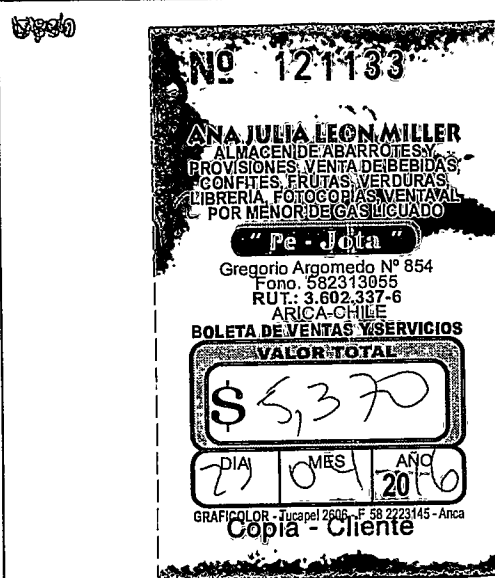 Nº 121133
ANA JULIA LEON MILLER
ALMACEN DE ABARROTES Y
PROVISIONES, VENTA DE BEBIDAS,
CONFITES, FRUTAS, VERDURAS,
LIBRERIA, FOTOCOPIAS, VENTA AL
POR MENOR DE GAS LICUADO
" Pe - Jota "
Gregorio Argomedo Nº 854
Fono. 582313055
RUT.: 3.602.337-6
ARICA-CHILE
BOLETA DE VENTAS Y SERVICIOS
VALOR TOTAL
$ 5,370
DIA MES AÑO
04 2016
GRAFICOLOR - Tucapel 2606 - F 58 2223145 - Arica
Copia - Cliente